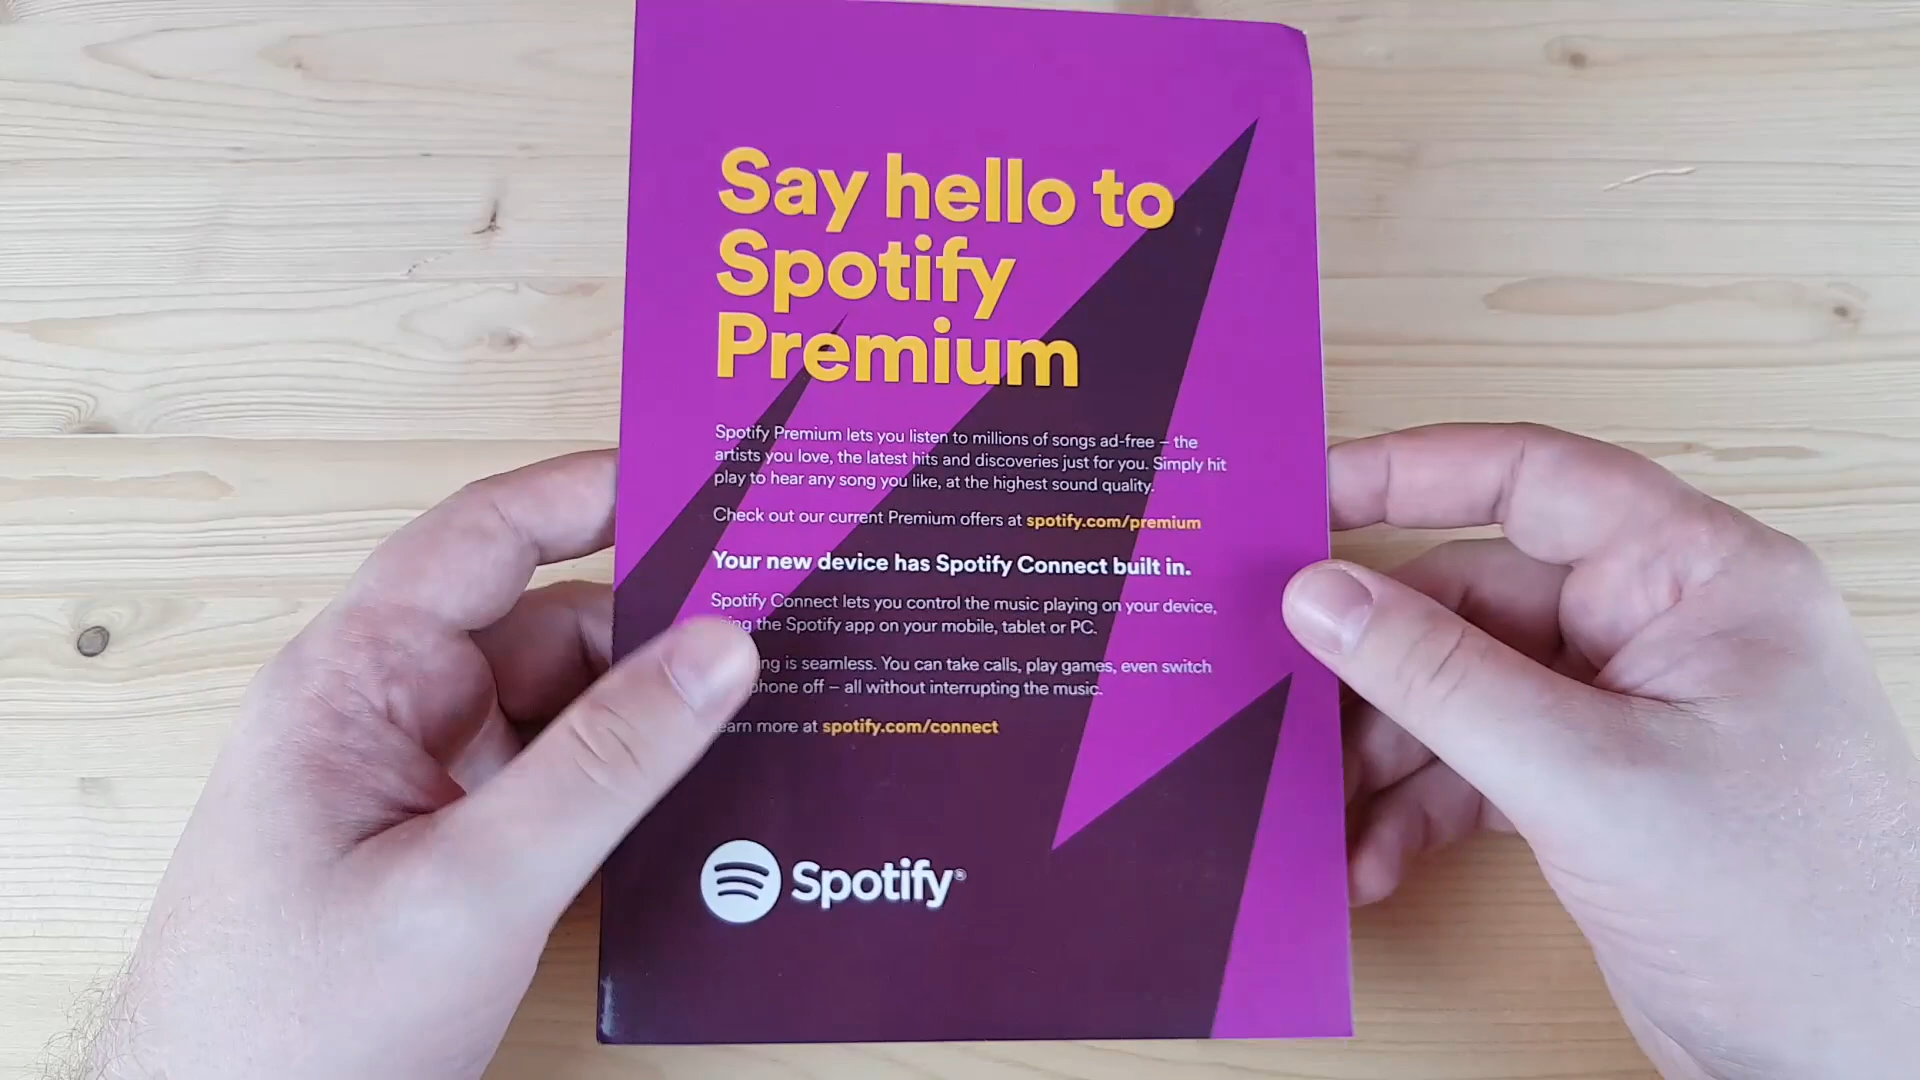 Say hello to
Spotify
Premium
Spotify Premium lets you listen to millions of songs ad-free – the
artists you love, the latest hits and discoveries just for you. Simply hit
play to hear any song you like, at the highest sound quality.
Check out our current Premium offers at spotify.com/premium
Your new device has Spotify Connect built in.
Spotify Connect lets you control the music playing on your device,
the Spotify app on your mobile, tablet or PC.
is seamless. You can take calls, play games, even switch
phone off – all without interrupting the music.
more at spotify.com/connect
Spotify®